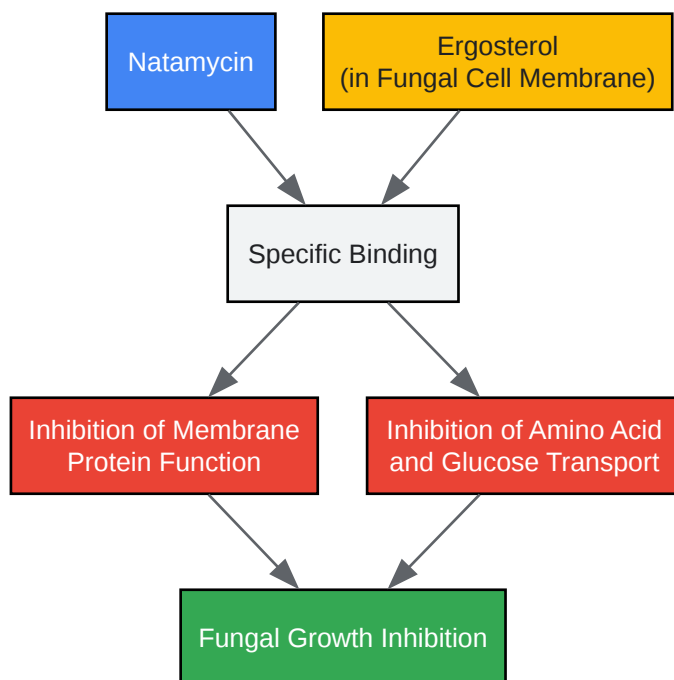 Natamycin
Ergosterol
(in Fungal Cell Membrane)
Specific Binding
Inhibition of Membrane
Protein Function
Inhibition of Amino Acid
and Glucose Transport
Fungal Growth Inhibition